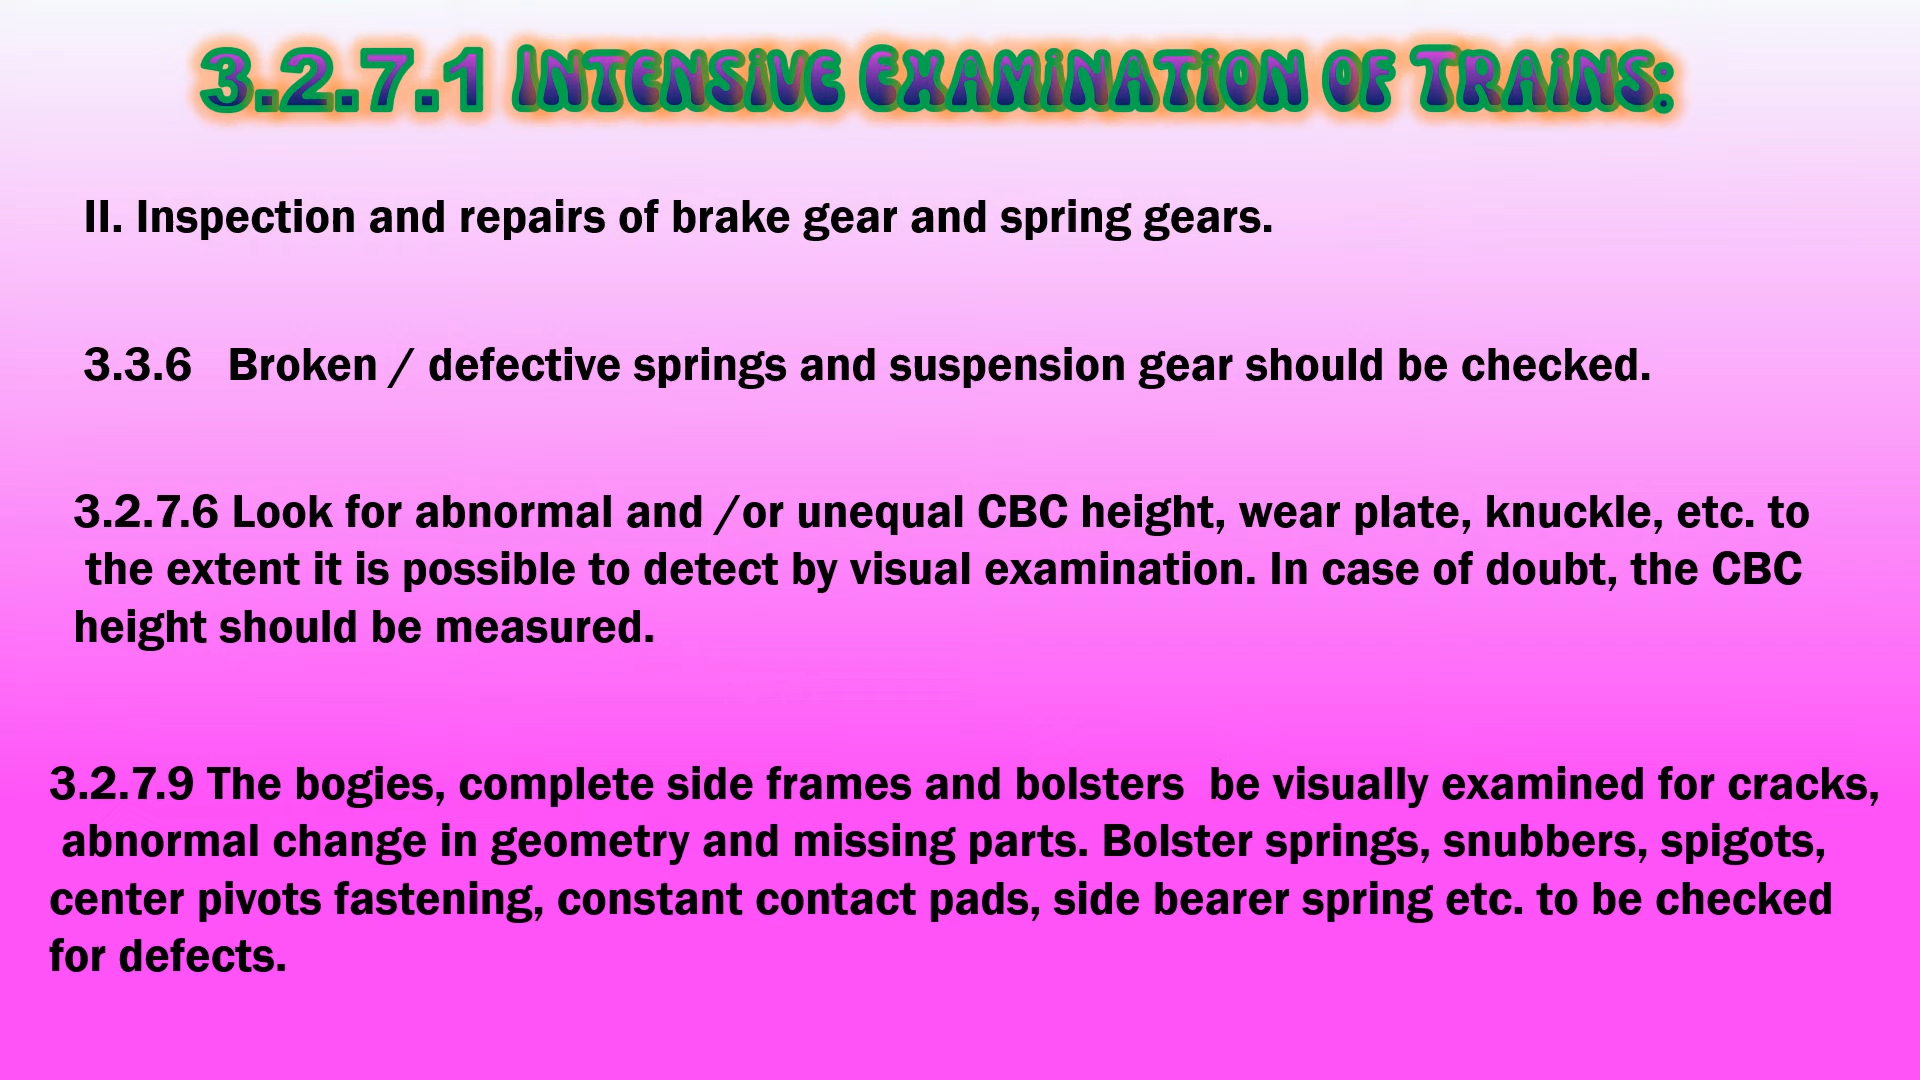 3.2.7.1 Intensive Examination of Trains:
II. Inspection and repairs of brake gear and spring gears.
3.3.6 Broken / defective springs and suspension gear should be checked.
3.2.7.6 Look for abnormal and /or unequal CBC height, wear plate, knuckle, etc. to
the extent it is possible to detect by visual examination. In case of doubt, the CBC
height should be measured.
3.2.7.9 The bogies, complete side frames and bolsters be visually examined for cracks,
abnormal change in geometry and missing parts. Bolster springs, snubbers, spigots,
center pivots fastening, constant contact pads, side bearer spring etc. to be checked
for defects.